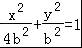 x²/4b² + y²/b² = 1